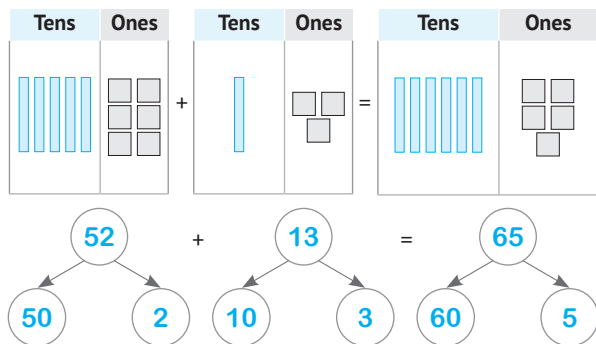 Tens Ones Tens Ones Tens Ones
+ =
52 + 13 = 65
50 2 10 3 60 5